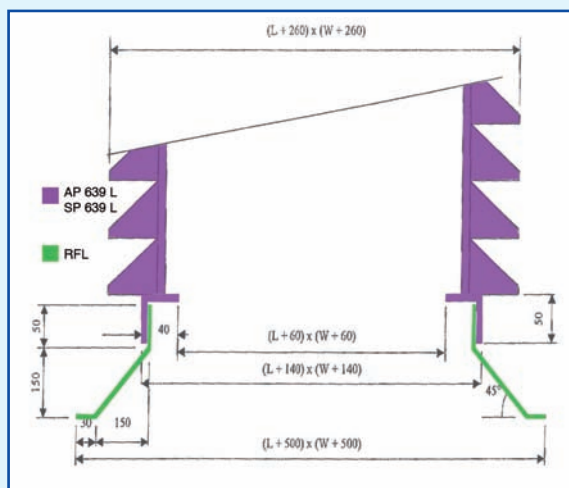 (L + 260) x (W + 260)
AP 639 L
SP 639 L
RFL
50
40
50
(L +60) x (W +60)
150
(L + 140) x (W + 140)
45°
30
150
(L + 500) x (W + 500)